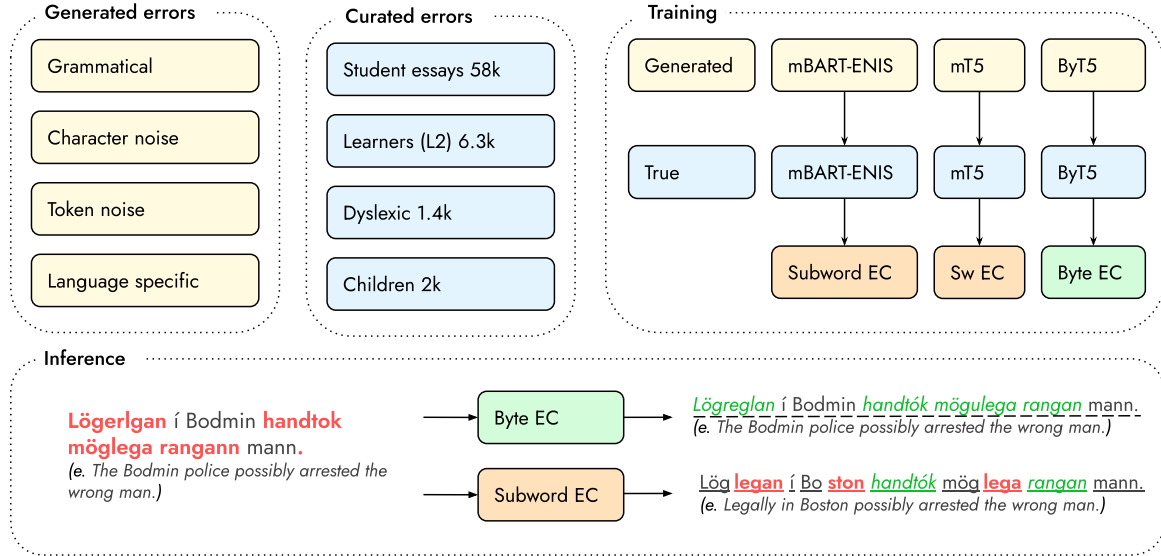 Generated errors
Grammatical
Character noise
Token noise
Language specific
Curated errors
Student essays 58k
Learners (L2) 6.3k
Dyslexic 1.4k
Children 2k
Training
Generated mBART-ENIS mT5 ByT5
True mBART-ENIS mT5 ByT5
Subword EC Sw EC Byte EC
Inference
Lögerlgan í Bodmin handtok
möglega rangann mann.
(e. The Bodmin police possibly arrested the
wrong man.)
Byte EC
Lögreglan í Bodmin handtók mögulega rangan mann.
(e. The Bodmin police possibly arrested the wrong man.)
Subword EC
Lög legan í Bo ston handtók mög lega rangan mann.
(e. Legally in Boston possibly arrested the wrong man.)